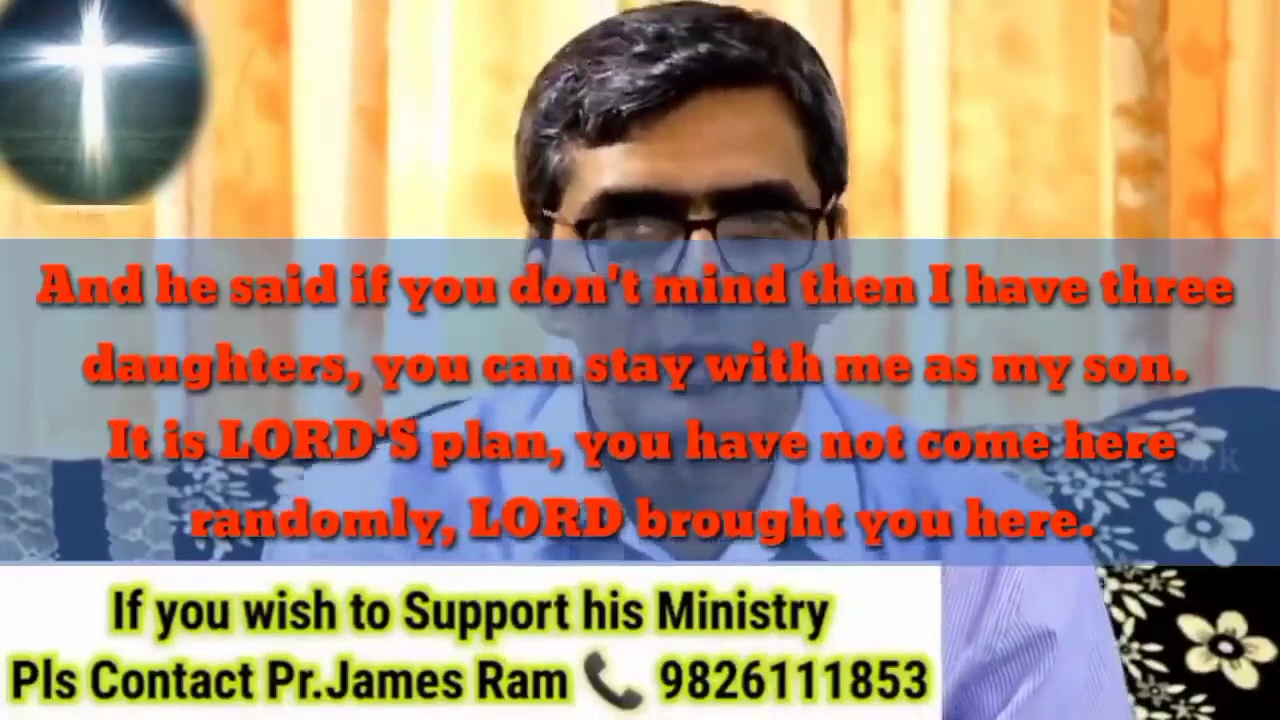 And he said if you don't mind then I have three
daughters, you can stay with me as my son.
It is LORD'S plan, you have not come here
randomly, LORD brought you here.
If you wish to Support his Ministry
Pls Contact Pr.James Ram 📞 9826111853